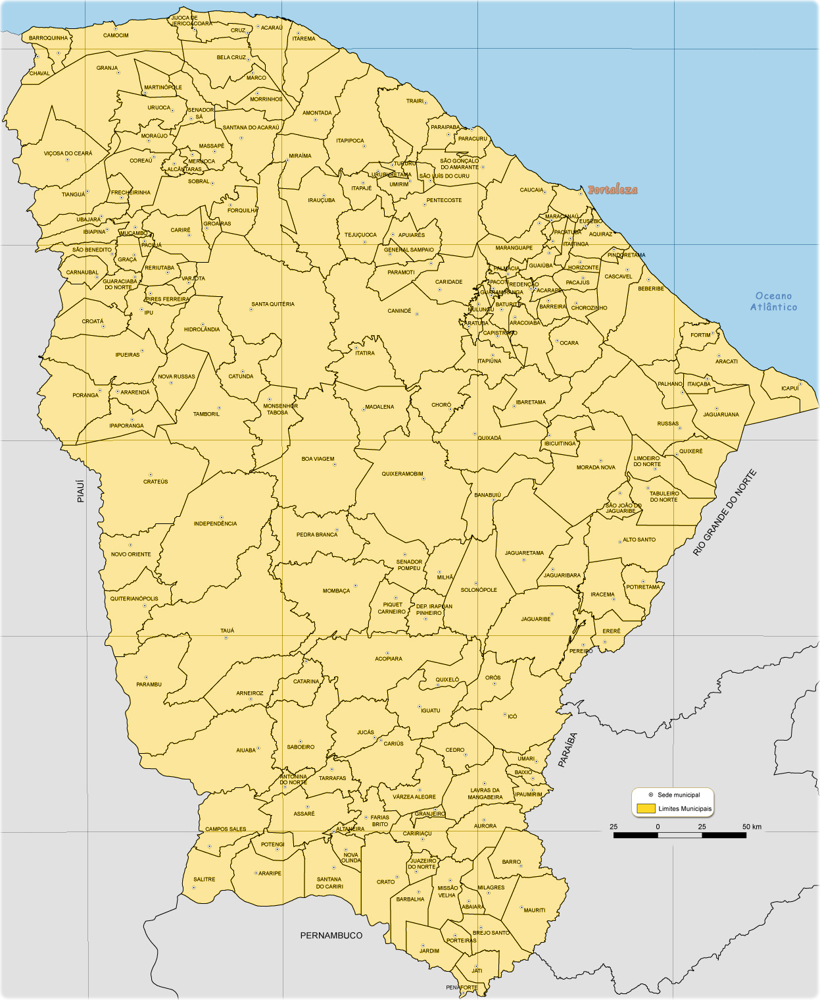 JIJOCA DE
JERICOACOARA
CRUZ
ACARAÚ
BARROQUINHA
CAMOCIM
ITAREMA
CHAVAL
GRANJA
BELA CRUZ
MARCO
MARTINÓPOLE
MORRINHOS
URUOCA
SENADOR
SÁ
TRAIRI
AMONTADA
SANTANA DO ACARAÚ
PARAIPABA
MORAÚJO
PARACURU
ITAPIPOCA
MASSAPÊ
VIÇOSA DO CEARÁ
COREAÚ
MERUOCA
MIRAÍMA
TURURU
SÃO GONÇALO
DO AMARANTE
ALCÂNTARAS
URUBURETAMA
SÃO LUÍS DO CURU
SOBRAL
ITAPAJÉ
UMIRIM
TIANGUÁ
FRECHEIRINHA
IRAUÇUBA
PENTECOSTE
CAUCAIA
Fortaleza
FORQUILHA
UBAJARA
MARACANAÚ
EUSÉBIO
GROAÍRAS
IBIAPINA
MUCAMBO
CARIRÉ
TEJUÇUOCA
APUIARÉS
PACATUBA
AQUIRAZ
PACUJÁ
ITAITINGA
SÃO BENEDITO
GENERAL SAMPAIO
MARANGUAPE
PINDORETAMA
GRAÇA
RERIUTABA
CARNAUBAL
PARAMOTI
PALMÁCIA
GUAIÚBA
HORIZONTE
GUARACIABA
DO NORTE
VARJOTA
CARIDADE
PACOTI
REDENÇÃO
PACAJUS
CASCAVEL
BEBERIBE
GUARAMIRANGA
ACARAPE
PIRES FERREIRA
Oceano
Atlântico
SANTA QUITÉRIA
IPU
CANINDÉ
MULUNGU
BATURITÉ
BARREIRA
CHOROZINHO
CROATÁ
HIDROLÂNDIA
ARATUBA
ARACOIABA
CAPISTRANO
FORTIM
OCARA
IPUEIRAS
ITATIRA
ITAPIÚNA
ARACATI
NOVA RUSSAS
CATUNDA
PALHANO
ITAIÇABA
ICAPUÍ
PORANGA
ARARENDÁ
MONSENHOR
TABOSA
MADALENA
CHORÓ
IBARETAMA
TAMBORIL
JAGUARUANA
IPAPORANGA
RUSSAS
QUIXADÁ
IBICUITINGA
QUIXERÉ
BOA VIAGEM
LIMOEIRO
DO NORTE
MORADA NOVA
QUIXERAMOBIM
CRATEÚS
PIAUÍ
BANABUIÚ
TABULEIRO
DO NORTE
SÃO JOÃO DO
JAGUARIBE
RIO GRANDE DO NORTE
INDEPENDÊNCIA
PEDRA BRANCA
ALTO SANTO
NOVO ORIENTE
JAGUARETAMA
SENADOR
POMPEU
MILHÃ
JAGUARIBARA
POTIRETAMA
MOMBAÇA
SOLONÓPOLE
IRACEMA
QUITERIANÓPOLIS
PIQUET
CARNEIRO
DEP. IRAPUAN
PINHEIRO
JAGUARIBE
TAUÁ
ERERÊ
PEREIRO
ACOPIARA
PARAMBU
CATARINA
QUIXELÔ
ORÓS
ARNEIROZ
IGUATU
ICÓ
JUCÁS
CARIÚS
AIUABA
SABOEIRO
CEDRO
PARAÍBA
UMARI
BAIXIO
ANTONINA
DO NORTE
TARRAFAS
LAVRAS DA
MANGABEIRA
IPAUMIRIM
VÁRZEA ALEGRE
Sede municipal
Limites Municipais
ASSARÉ
GRANJEIRO
FARIAS
BRITO
AURORA
25 0 25 50 km
CAMPOS SALES
ALTANEIRA
CARIRIAÇU
POTENGI
NOVA
OLINDA
JUAZEIRO
DO NORTE
BARRO
SALITRE
ARARIPE
SANTANA
DO CARIRI
CRATO
MISSÃO
VELHA
MILAGRES
BARBALHA
ABAIARA
MAURITI
PERNAMBUCO
BREJO SANTO
PORTEIRAS
JARDIM
JATI
PENAFORTE